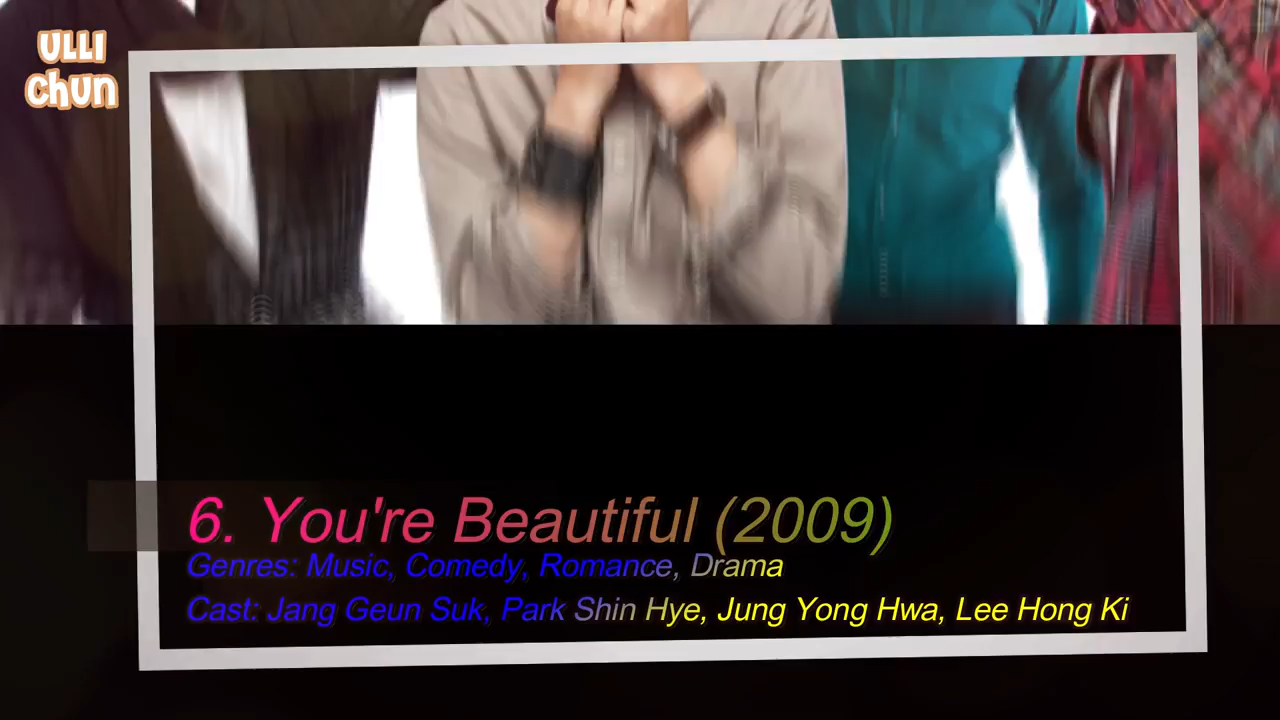 ULLI
CHUN
6. You're Beautiful (2009)
Genres: Music, Comedy, Romance, Drama
Cast: Jang Geun Suk, Park Shin Hye, Jung Yong Hwa, Lee Hong Ki